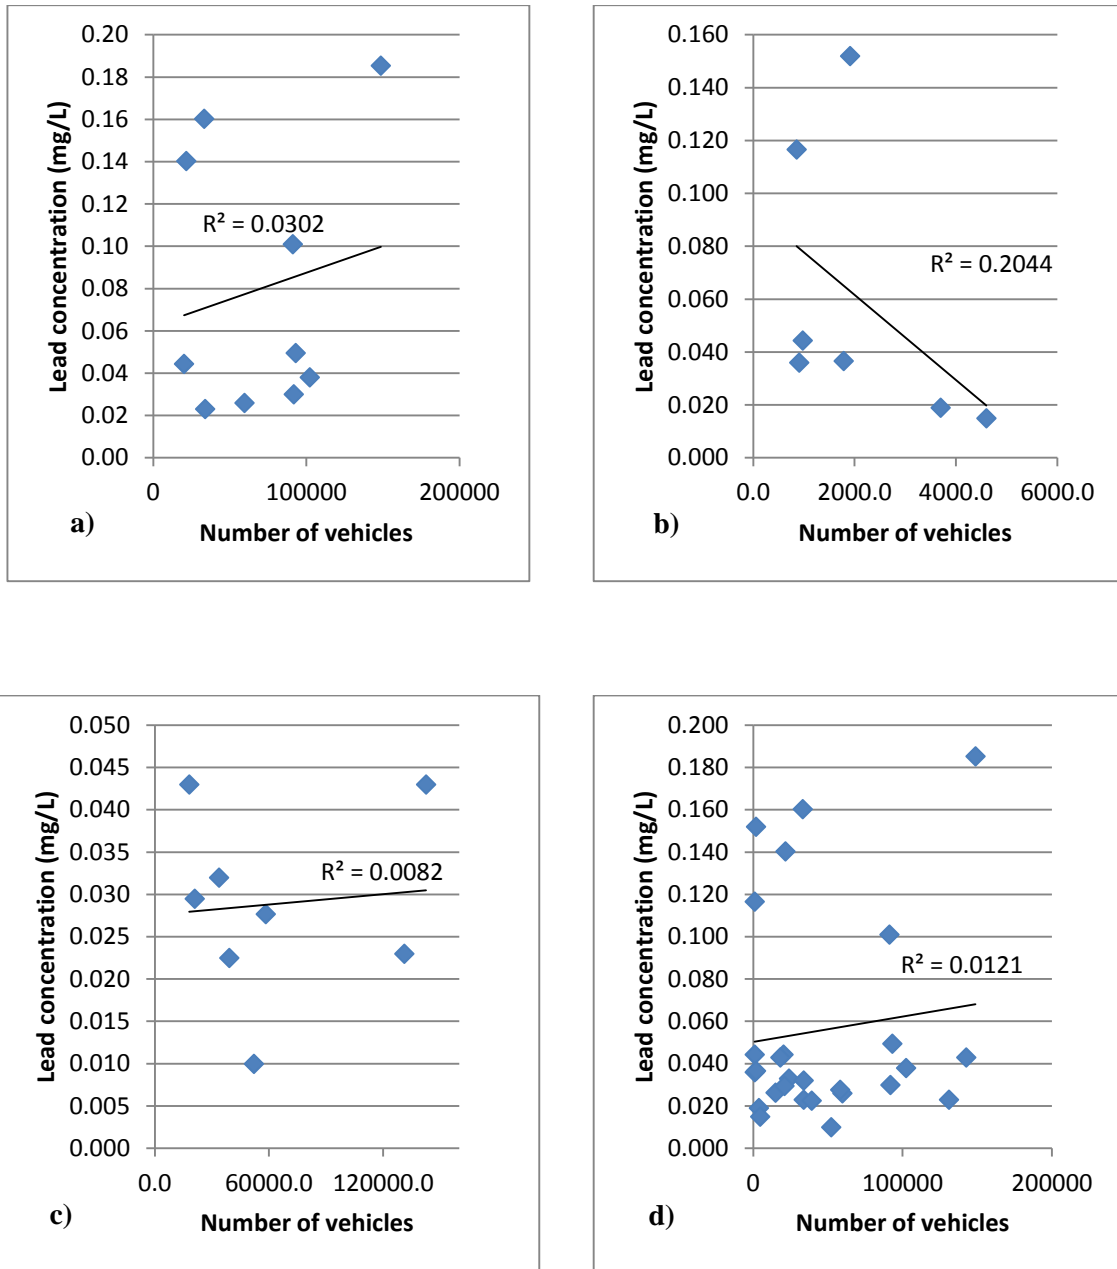 0.20
0.18
0.16
0.14
0.12
0.10
0.08
0.06
0.04
0.02
0.00
Lead concentration (mg/L)
R² = 0.0302
0 100000 200000
Number of vehicles
a)
0.160
0.140
0.120
0.100
0.080
0.060
0.040
0.020
0.000
Lead concentration (mg/L)
R² = 0.2044
0.0 2000.0 4000.0 6000.0
Number of vehicles
b)
0.050
0.045
0.040
0.035
0.030
0.025
0.020
0.015
0.010
0.005
0.000
Lead concentration (mg/L)
R² = 0.0082
0.0 60000.0 120000.0
Number of vehicles
c)
0.200
0.180
0.160
0.140
0.120
0.100
0.080
0.060
0.040
0.020
0.000
Lead concentration (mg/L)
R² = 0.0121
0 100000 200000
Number of vehicles
d)